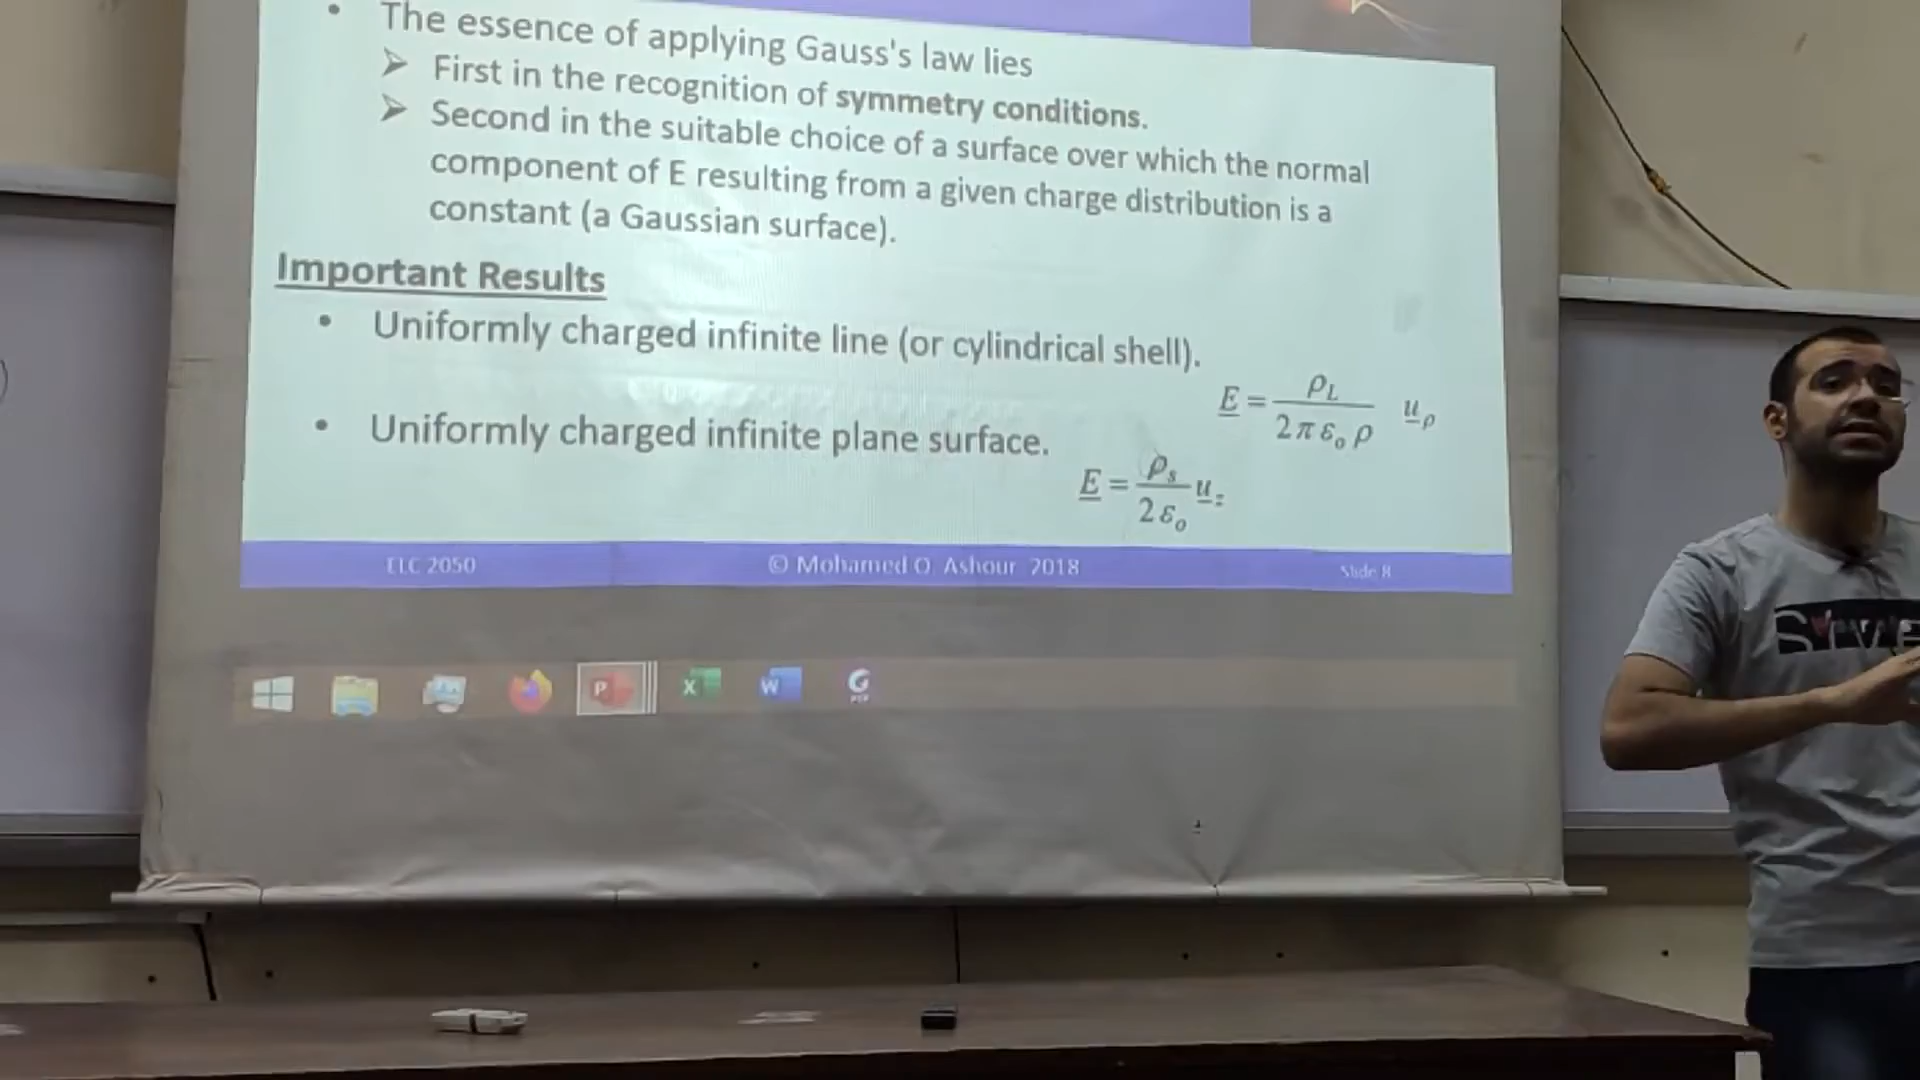 • The essence of applying Gauss's law lies
➢ First in the recognition of symmetry conditions.
➢ Second in the suitable choice of a surface over which the normal
component of E resulting from a given charge distribution is a
constant (a Gaussian surface).
Important Results
• Uniformly charged infinite line (or cylindrical shell).
E = ρL / 2π εo ρ uρ
• Uniformly charged infinite plane surface.
E = ρs / 2εo uz
ELC 2050
© Mohamed O. Ashour 2018
Slide 8
P
X
W
G
PDF